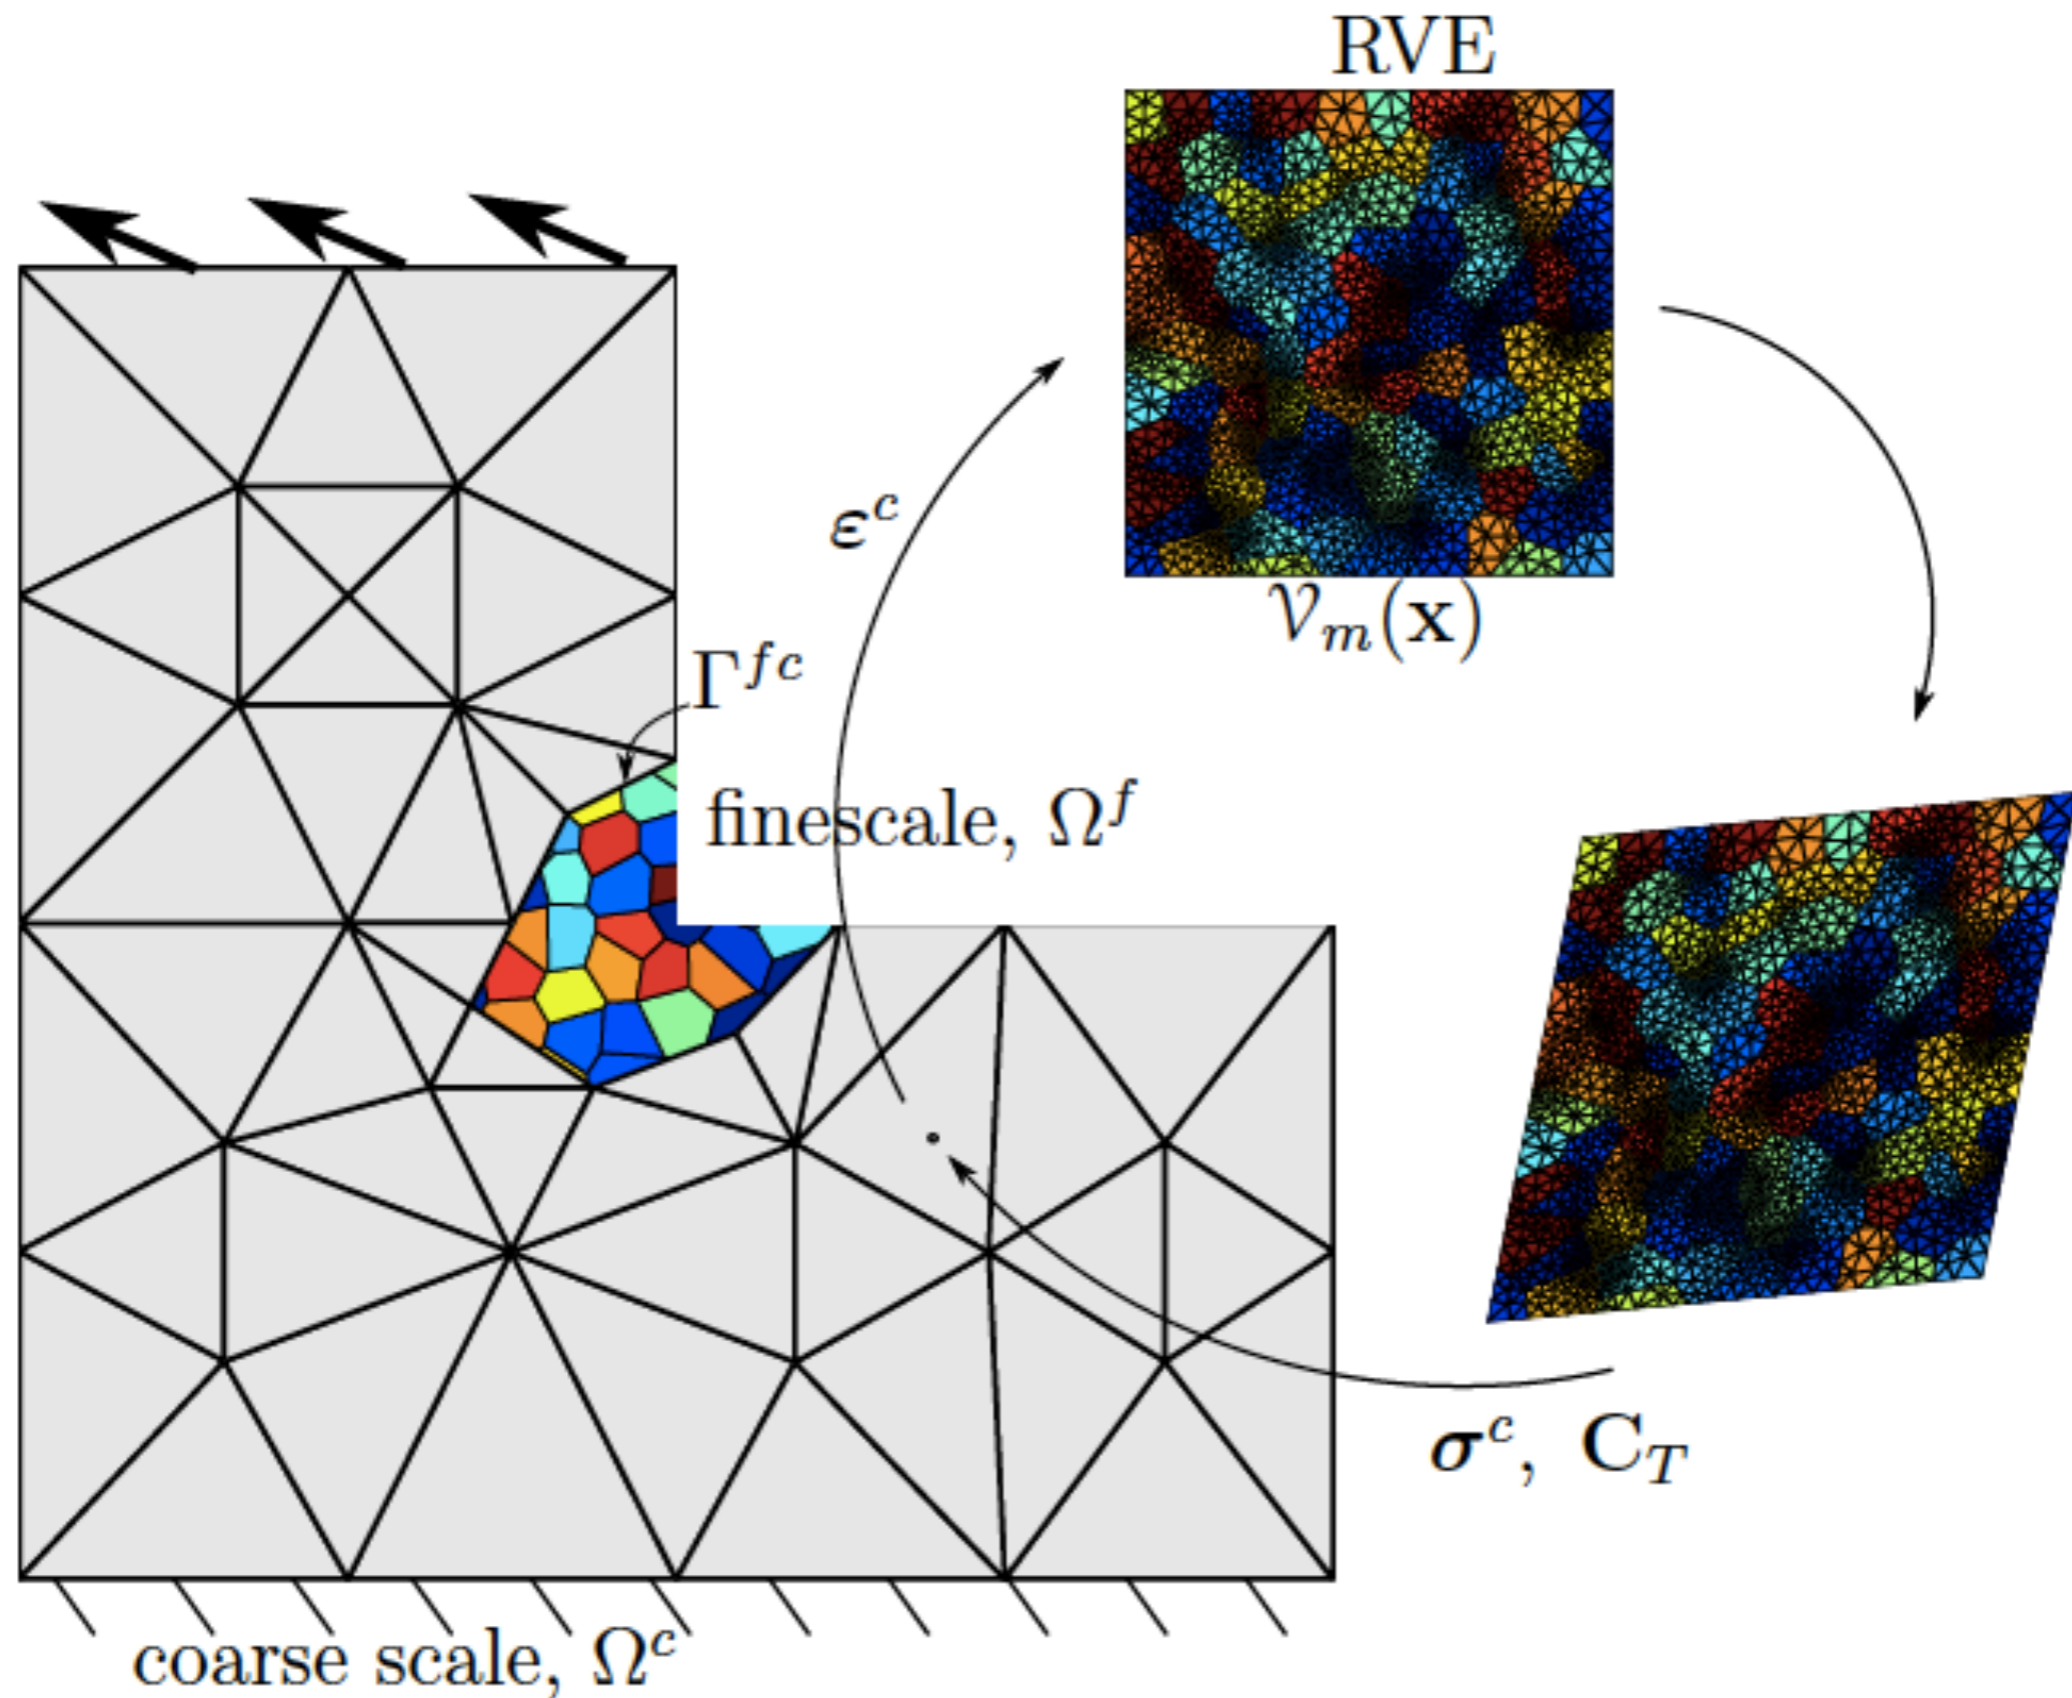 RVE
𝒱ₘ(𝐱)
εᶜ
Γᶠᶜ
finescale, Ωᶠ
σᶜ, C_T
coarse scale, Ωᶜ